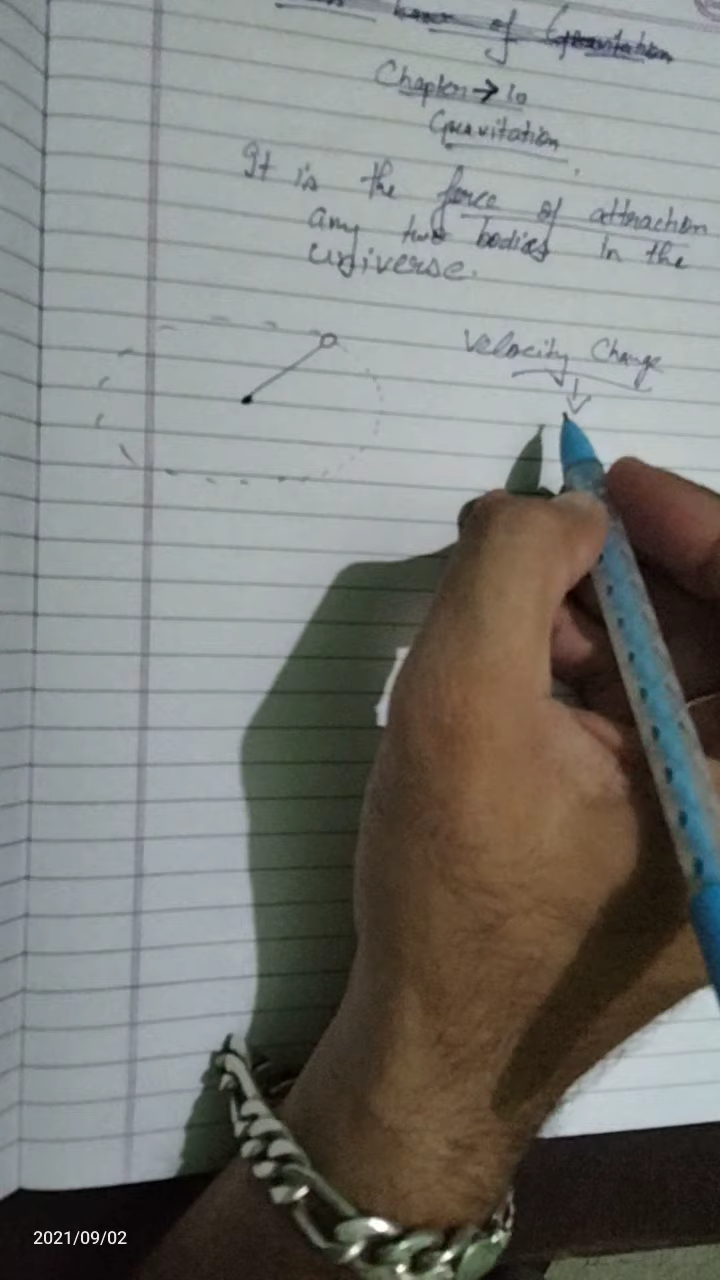 Law of Gravitation
Chapter → 10
Gravitation
It is the force of attraction
any two bodies in the
universe.
Velocity Change
2021/09/02